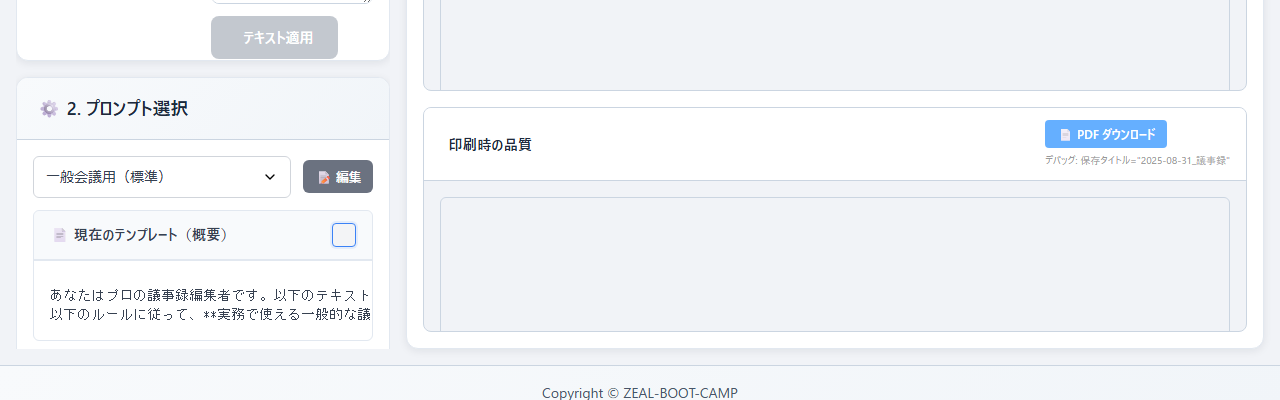 テキスト適用
2. プロンプト選択
一般会議用（標準）
編集
現在のテンプレート（概要）
あなたはプロの議事録編集者です。以下のテキスト
以下のルールに従って、**実務で使える一般的な議
印刷時の品質
PDF ダウンロード
デバッグ: 保存タイトル="2025-08-31_議事録"
Copyright © ZEAL-BOOT-CAMP